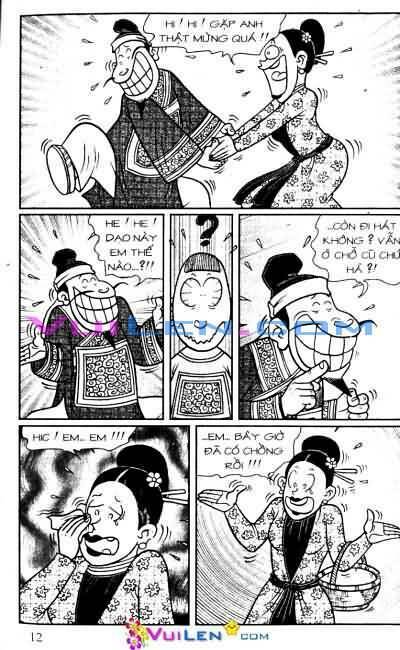 HI! HI! GẶP ANH
THẬT MỪNG QUÁ!!
HE! HE!
DẠO NÀY
EM THẾ
NÀO...?!!
?
...CÒN ĐI HÁT
KHÔNG? VẪN
Ở CHỖ CŨ CHỨ
HẢ?!
VUILEN.COM
HIC! EM... EM!!!
...EM... BÂY GIỜ
ĐÃ CÓ CHỒNG
RỒI!!!
12
VUILEN.COM